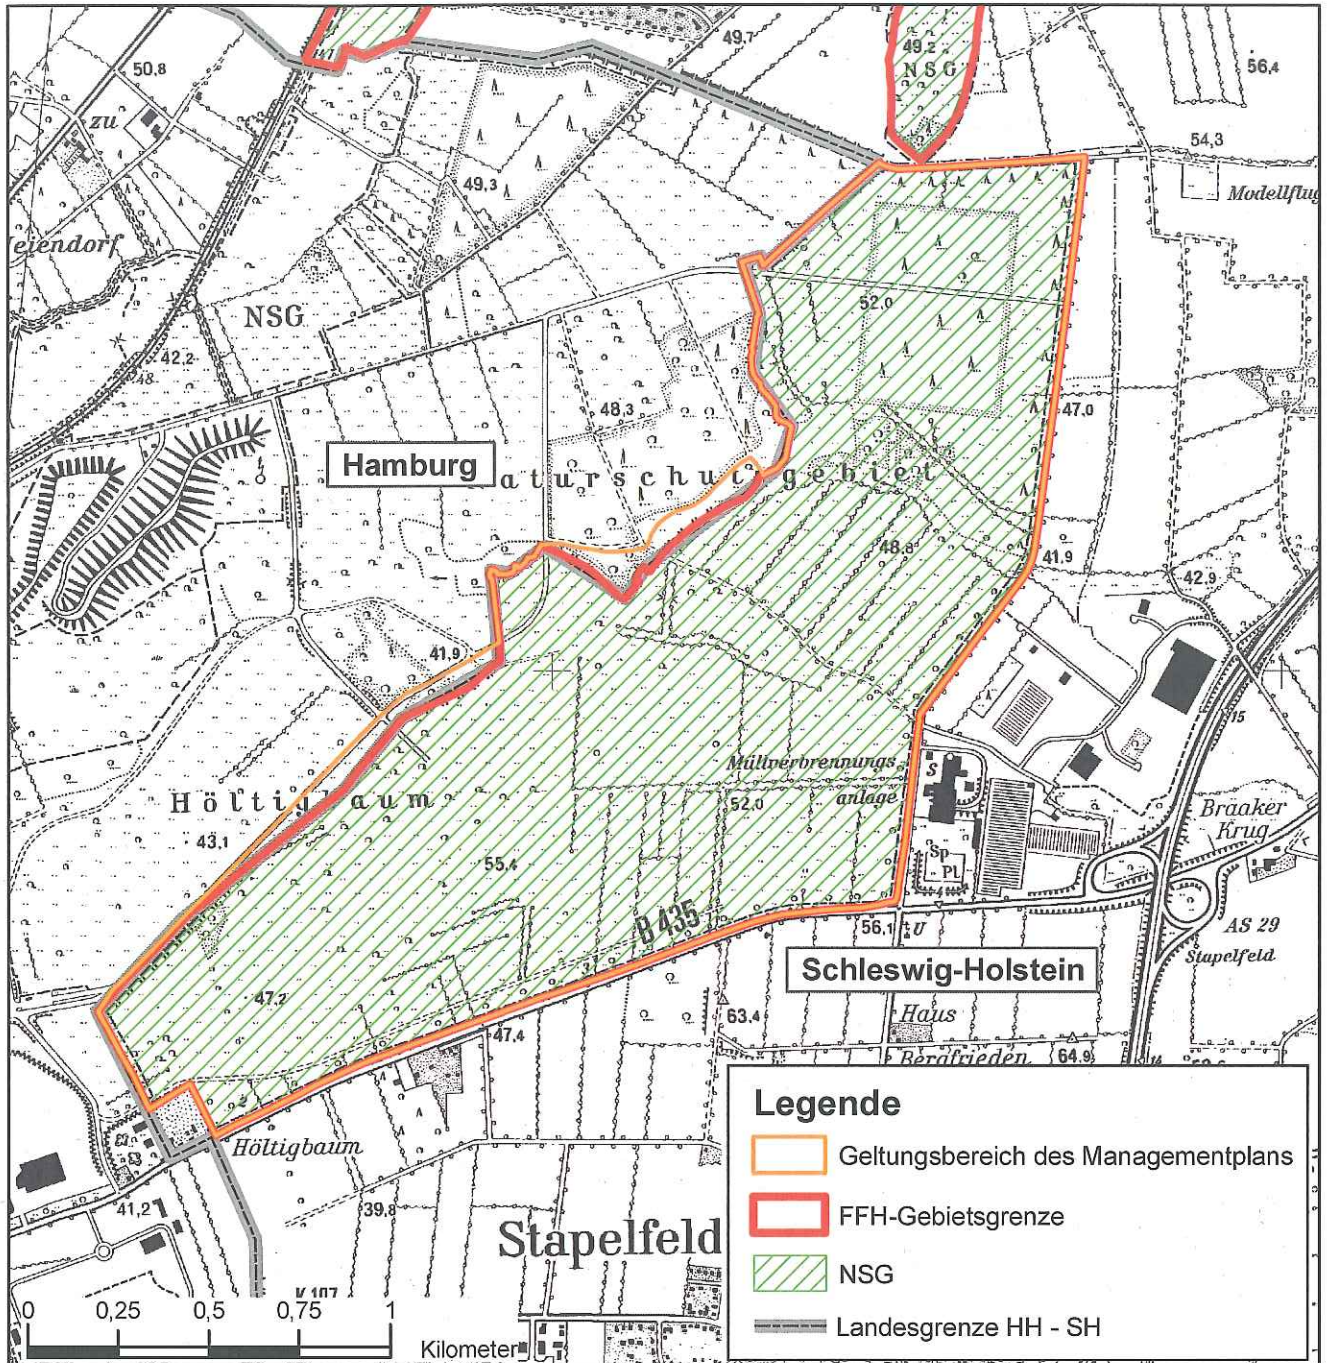 49,7
49,2
NSG
56,4
50,8
zu
54,3
49,3
Modellflug
eiendorf
52,0
NSG
42,2
48
48,3
47,0
Hamburg
aturschutzgebiet
48,8
41,9
42,9
41,9
15
Müllverbrennungs
anlage
S
52,0
Höltigbaum
43,1
Braaker
Krug
55,4
Sp
Pl
B 435
56,1
U
AS 29
Stapelfeld
Schleswig-Holstein
47,2
63,4
Haus
47,4
Bergfrieden
64,9
14
2
Höltigbaum
41,2
39,8
Stapelfeld
K 107
Legende
Geltungsbereich des Managementplans
FFH-Gebietsgrenze
NSG
Landesgrenze HH - SH
0 0,25 0,5 0,75 1
Kilometer